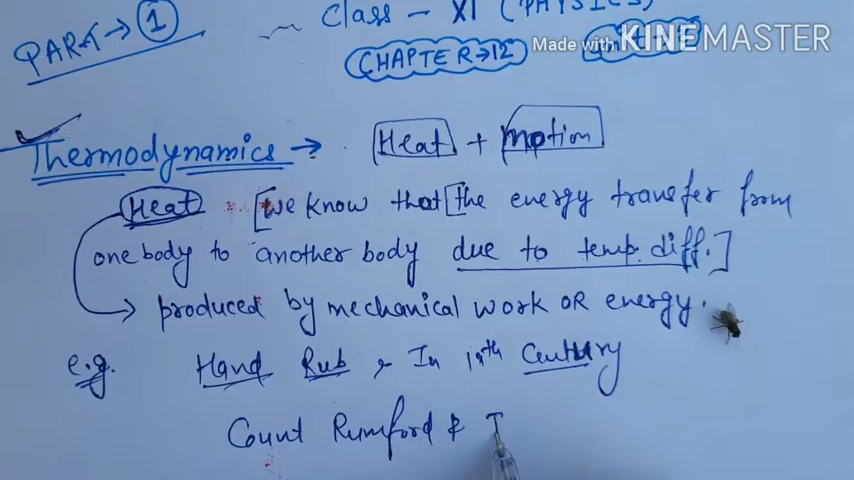 PART → 1
Class - XI (PHYSICS)
Made with KINEMASTER
CHAPTER→12
Thermodynamics → Heat + motion
Heat [we know that [the energy transfer from
one body to another body due to temp. diff.]
→ produced by mechanical work OR energy.
e.g. Hand Rub, In century
Count Rumford &